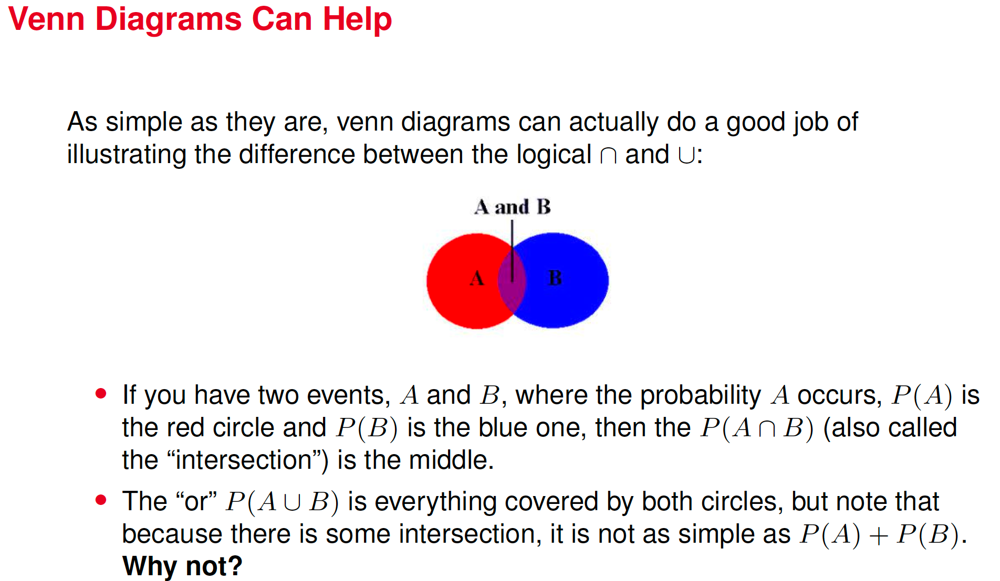 Venn Diagrams Can Help
As simple as they are, venn diagrams can actually do a good job of
illustrating the difference between the logical ∩ and ∪:
A and B
A B
• If you have two events, A and B, where the probability A occurs, P(A) is
the red circle and P(B) is the blue one, then the P(A ∩ B) (also called
the “intersection”) is the middle.
• The “or” P(A ∪ B) is everything covered by both circles, but note that
because there is some intersection, it is not as simple as P(A) + P(B).
Why not?